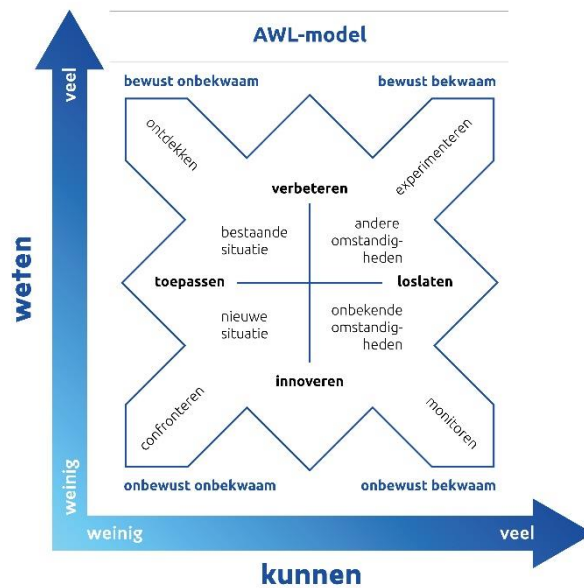 AWL-model
veel
bewust onbekwaam
bewust bekwaam
ontdekken
experimenteren
verbeteren
bestaande
situatie
andere
omstandig-
heden
weten
toepassen
loslaten
nieuwe
situatie
onbekende
omstandig-
heden
innoveren
confronteren
monitoren
weinig
onbewust onbekwaam
onbewust bekwaam
weinig
veel
kunnen